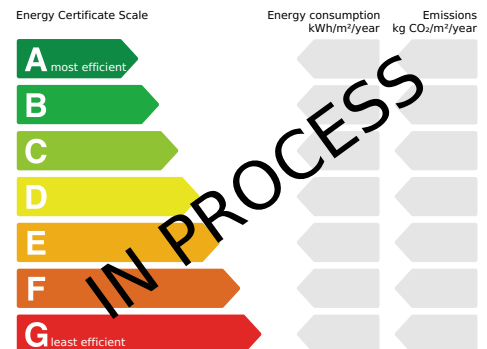 Energy Certificate Scale
Energy consumption
kWh/m²/year
Emissions
kg CO₂/m²/year
A most efficient
B
C
D
E
F
G least efficient
IN PROCESS